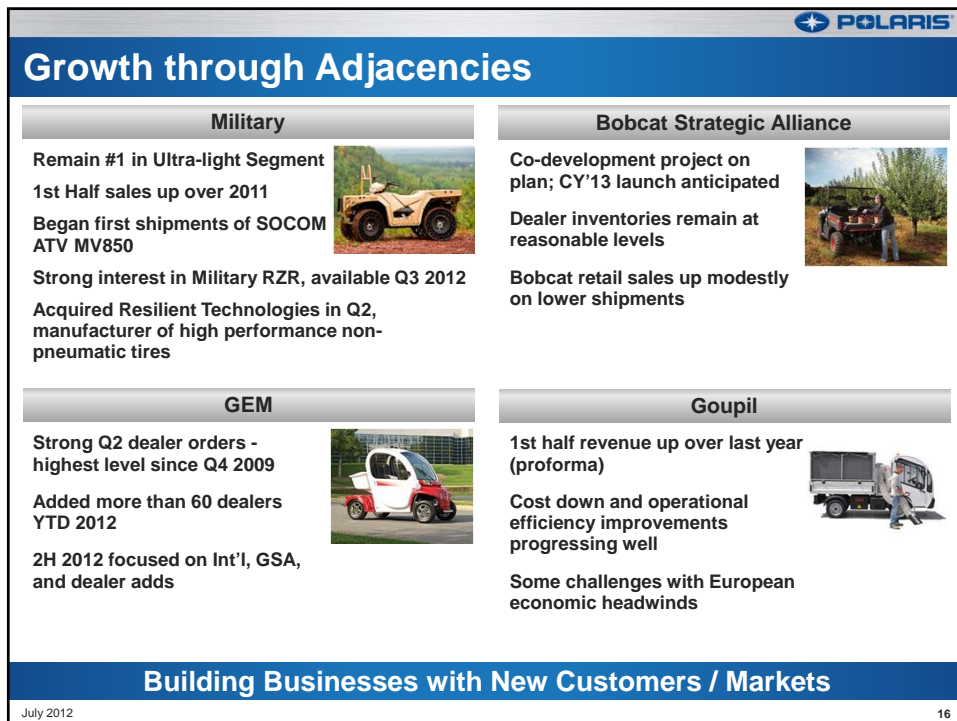 POLARIS
Growth through Adjacencies
Military
Remain #1 in Ultra-light Segment
1st Half sales up over 2011
Began first shipments of SOCOM
ATV MV850
Strong interest in Military RZR, available Q3 2012
Acquired Resilient Technologies in Q2,
manufacturer of high performance non-
pneumatic tires
Bobcat Strategic Alliance
Co-development project on
plan; CY'13 launch anticipated
Dealer inventories remain at
reasonable levels
Bobcat retail sales up modestly
on lower shipments
GEM
Strong Q2 dealer orders -
highest level since Q4 2009
Added more than 60 dealers
YTD 2012
2H 2012 focused on Int'l, GSA,
and dealer adds
Goupil
1st half revenue up over last year
(proforma)
Cost down and operational
efficiency improvements
progressing well
Some challenges with European
economic headwinds
Building Businesses with New Customers / Markets
July 2012
16